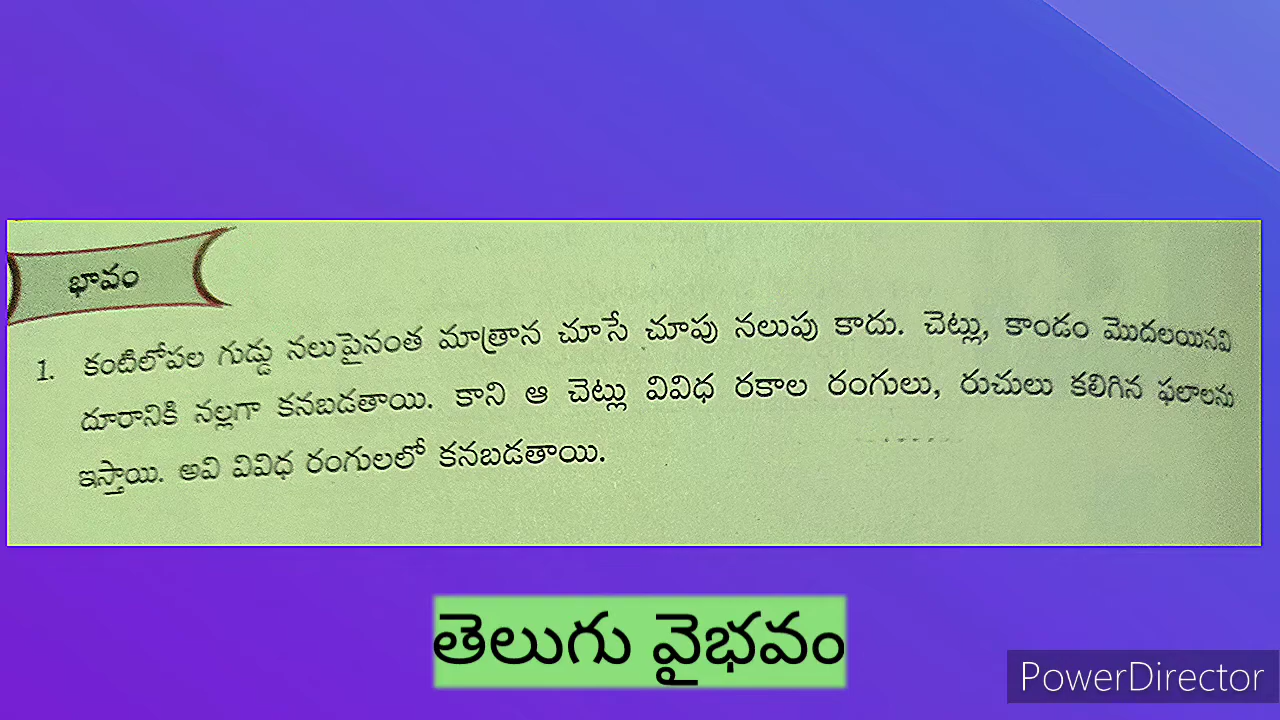 భావం
1. కంటిలోపల గుడ్డు నలుపైనంత మాత్రాన చూసే చూపు నలుపు కాదు. చెట్లు, కాండం మొదలయినవి
దూరానికి నల్లగా కనబడతాయి. కాని ఆ చెట్లు వివిధ రకాల రంగులు, రుచులు కలిగిన ఫలాలను
ఇస్తాయి. అవి వివిధ రంగులలో కనబడతాయి.
తెలుగు వైభవం
PowerDirector